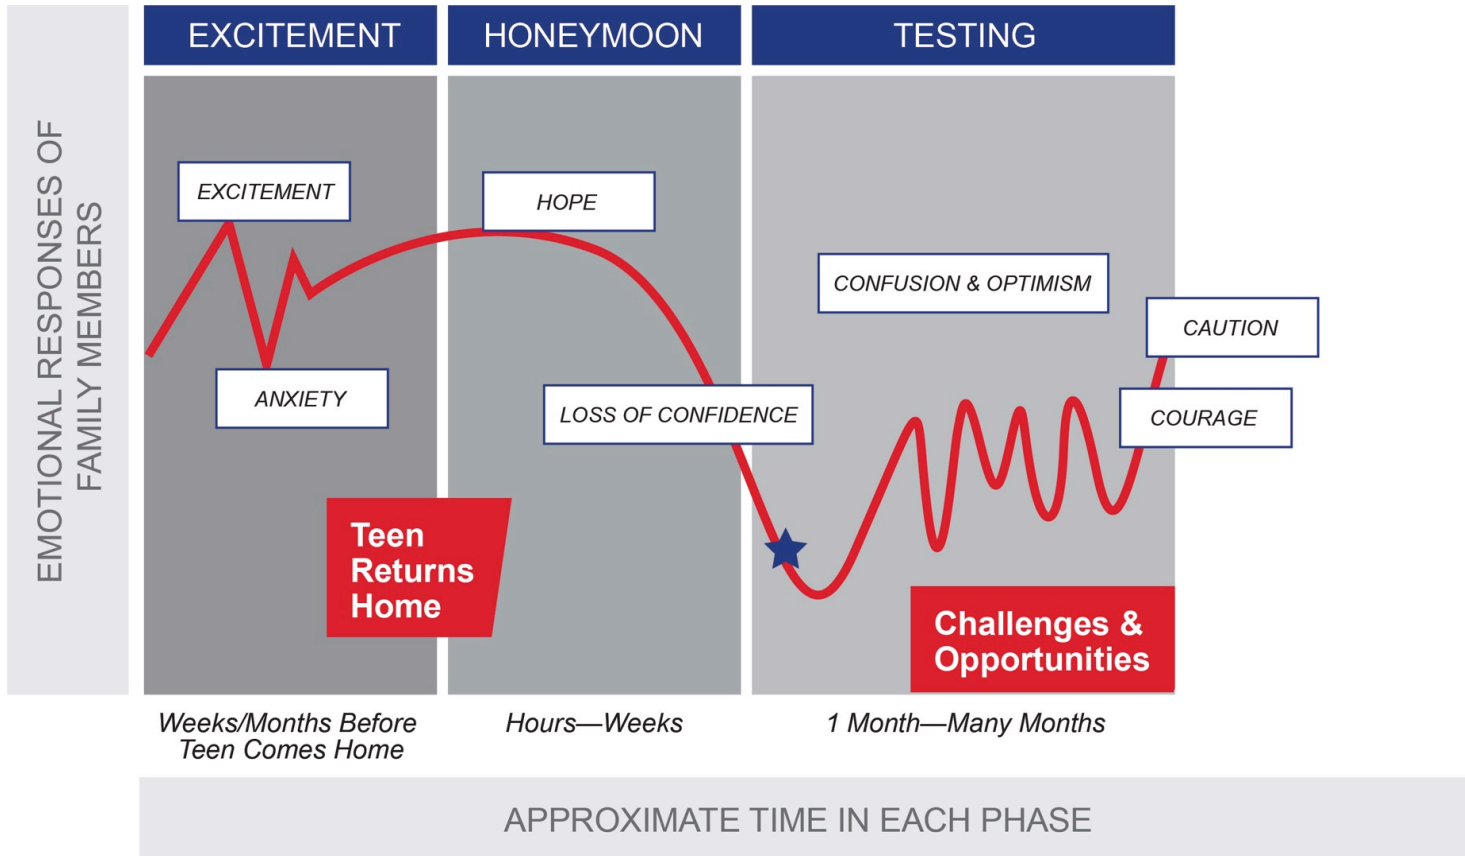 EXCITEMENT
HONEYMOON
TESTING
EMOTIONAL RESPONSES OF
FAMILY MEMBERS
EXCITEMENT
ANXIETY
HOPE
LOSS OF CONFIDENCE
CONFUSION & OPTIMISM
CAUTION
COURAGE
Teen
Returns
Home
Challenges &
Opportunities
Weeks/Months Before
Teen Comes Home
Hours—Weeks
1 Month—Many Months
APPROXIMATE TIME IN EACH PHASE